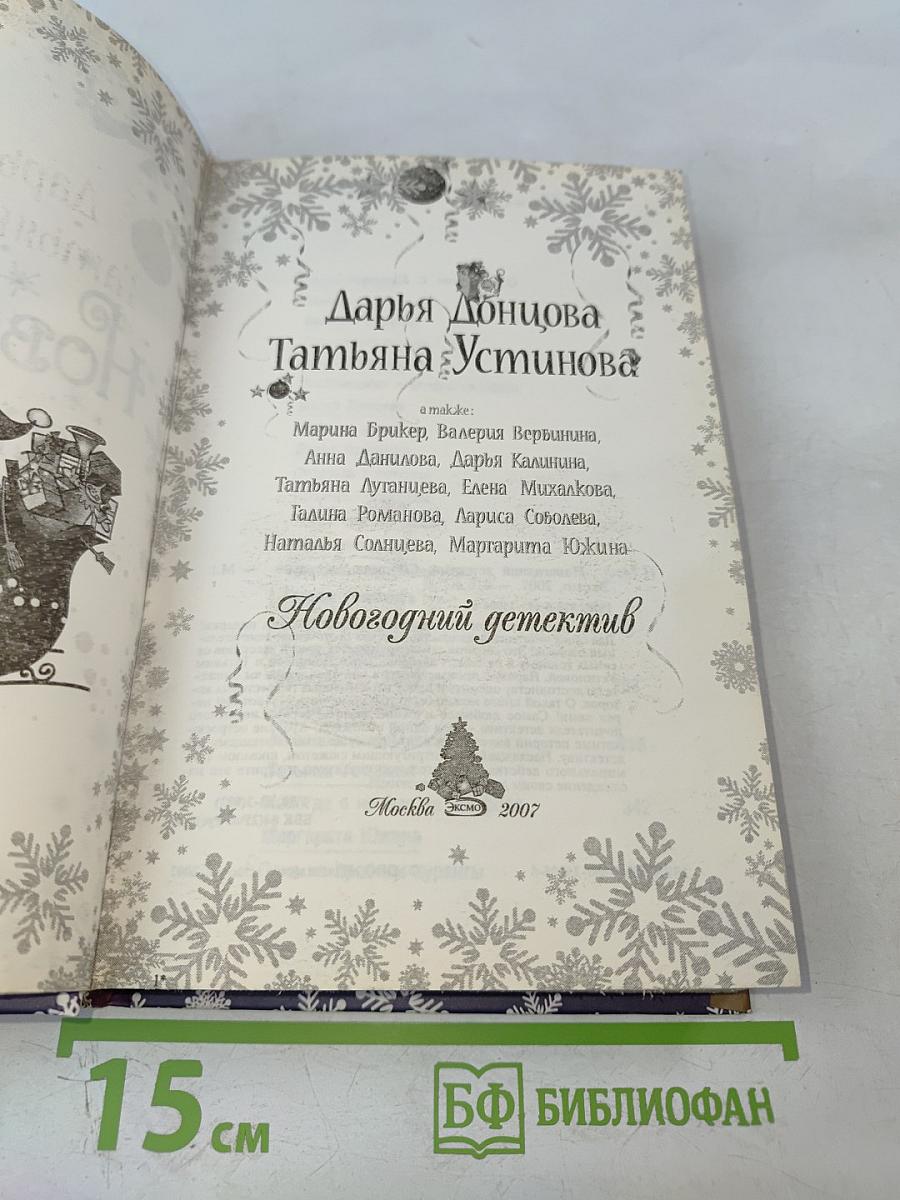 Дарья Донцова
Татьяна Устинова
а также:
Марина Брикер, Валерия Вербинина,
Анна Данилова, Дарья Калинина,
Татьяна Луганцева, Елена Михалкова,
Галина Романова, Лариса Соболева,
Наталья Солнцева, Маргарита Южина
Новогодний детектив
Москва ЭКСМО 2007
1*
15 см
БФ БИБЛИОФАН